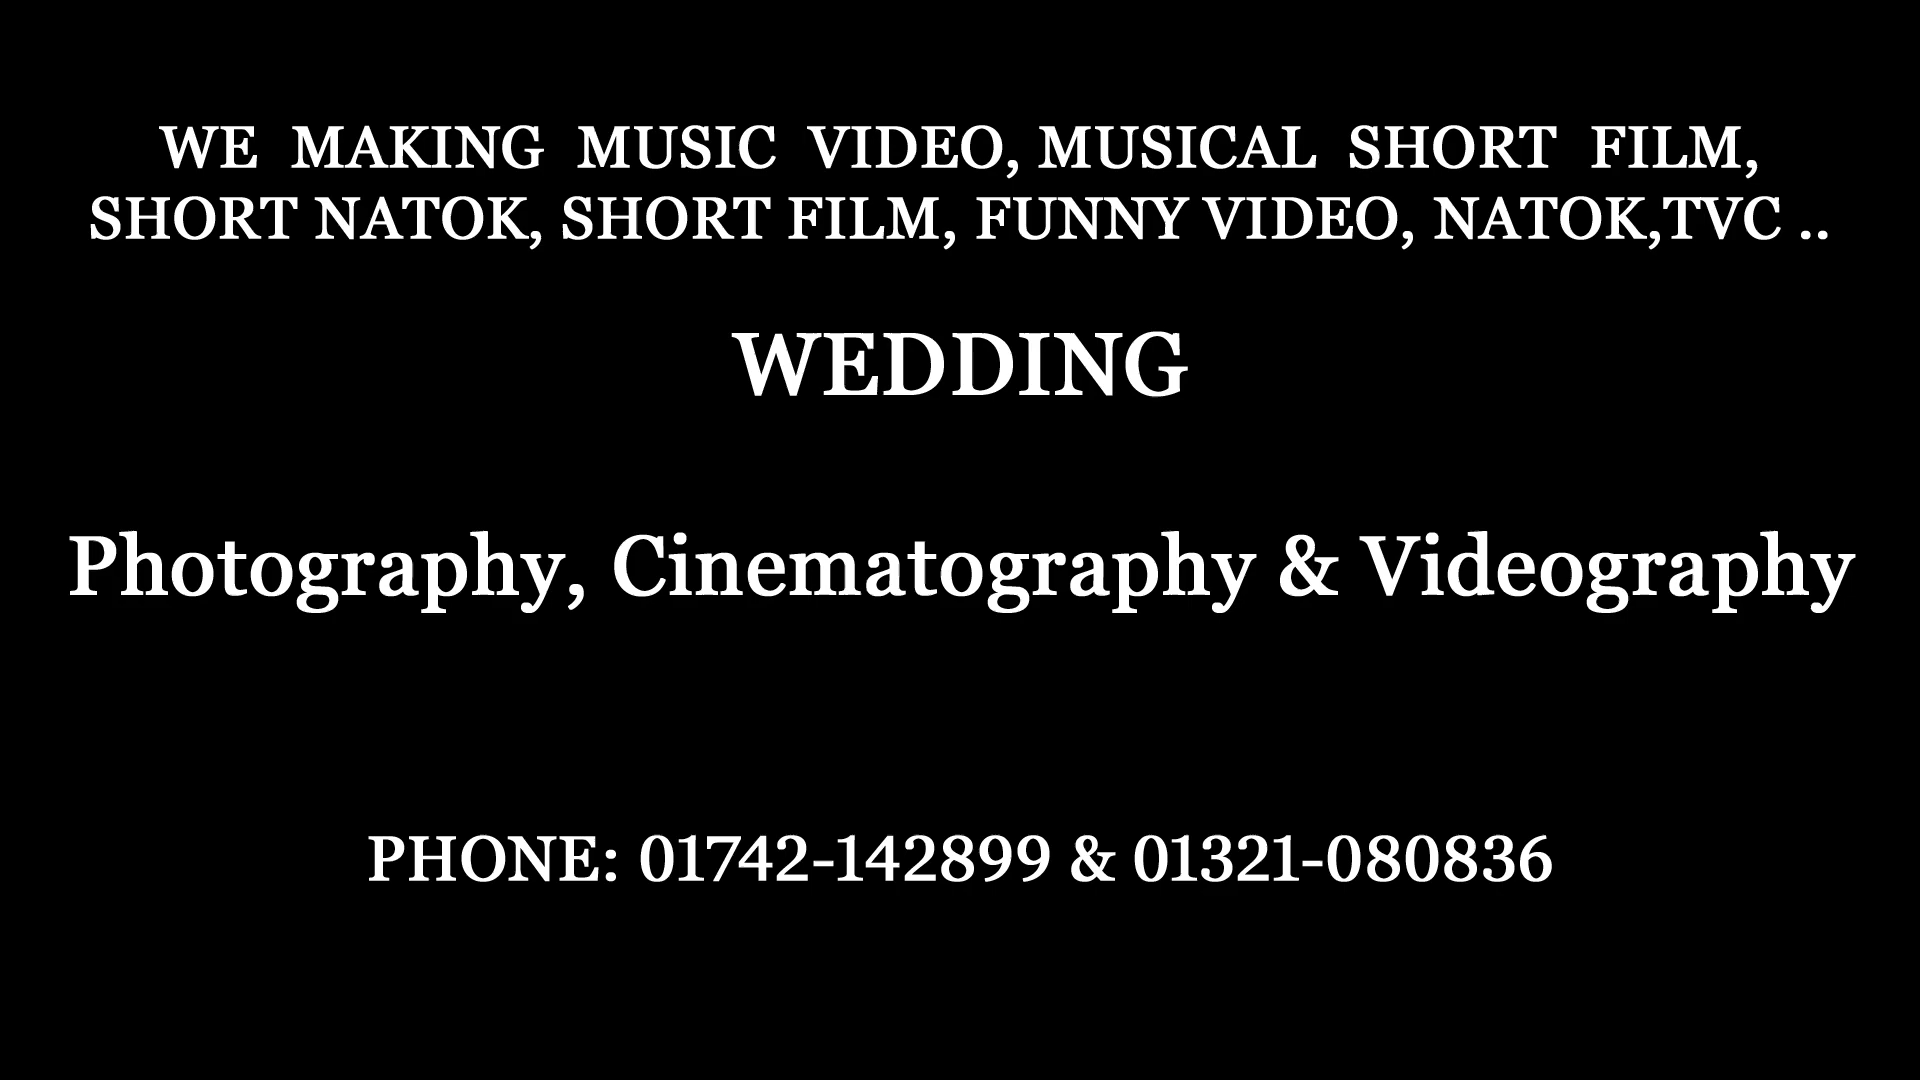 WE MAKING MUSIC VIDEO, MUSICAL SHORT FILM,
SHORT NATOK, SHORT FILM, FUNNY VIDEO, NATOK,TVC ..
WEDDING
Photography, Cinematography & Videography
PHONE: 01742-142899 & 01321-080836